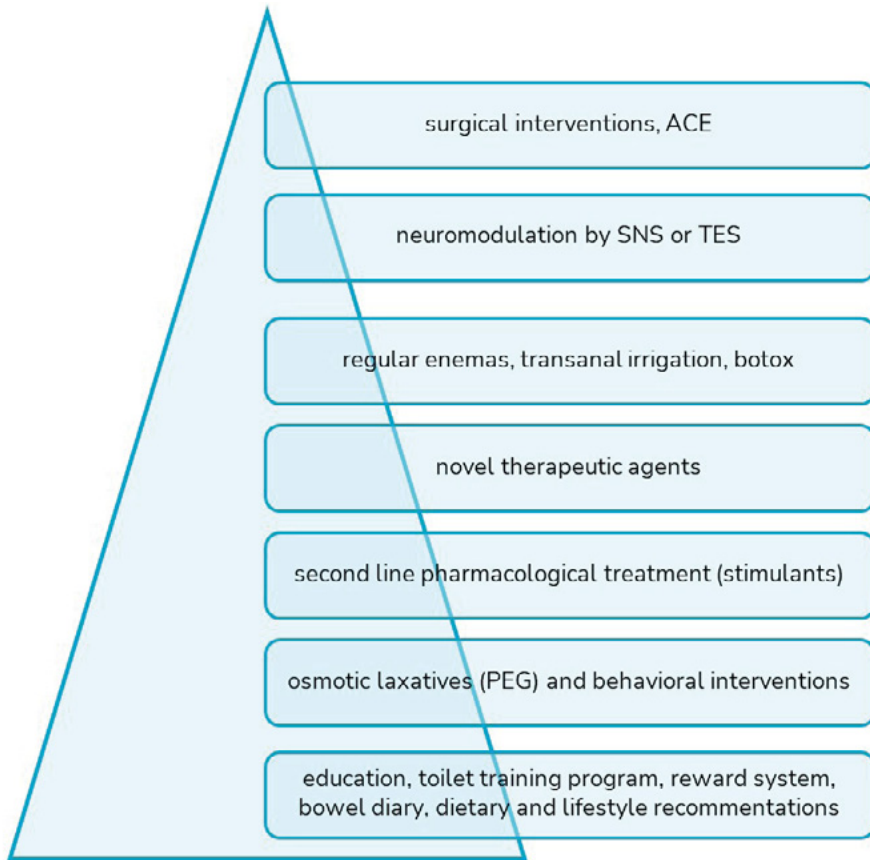 surgical interventions, ACE
neuromodulation by SNS or TES
regular enemas, transanal irrigation, botox
novel therapeutic agents
second line pharmacological treatment (stimulants)
osmotic laxatives (PEG) and behavioral interventions
education, toilet training program, reward system,
bowel diary, dietary and lifestyle recommentations